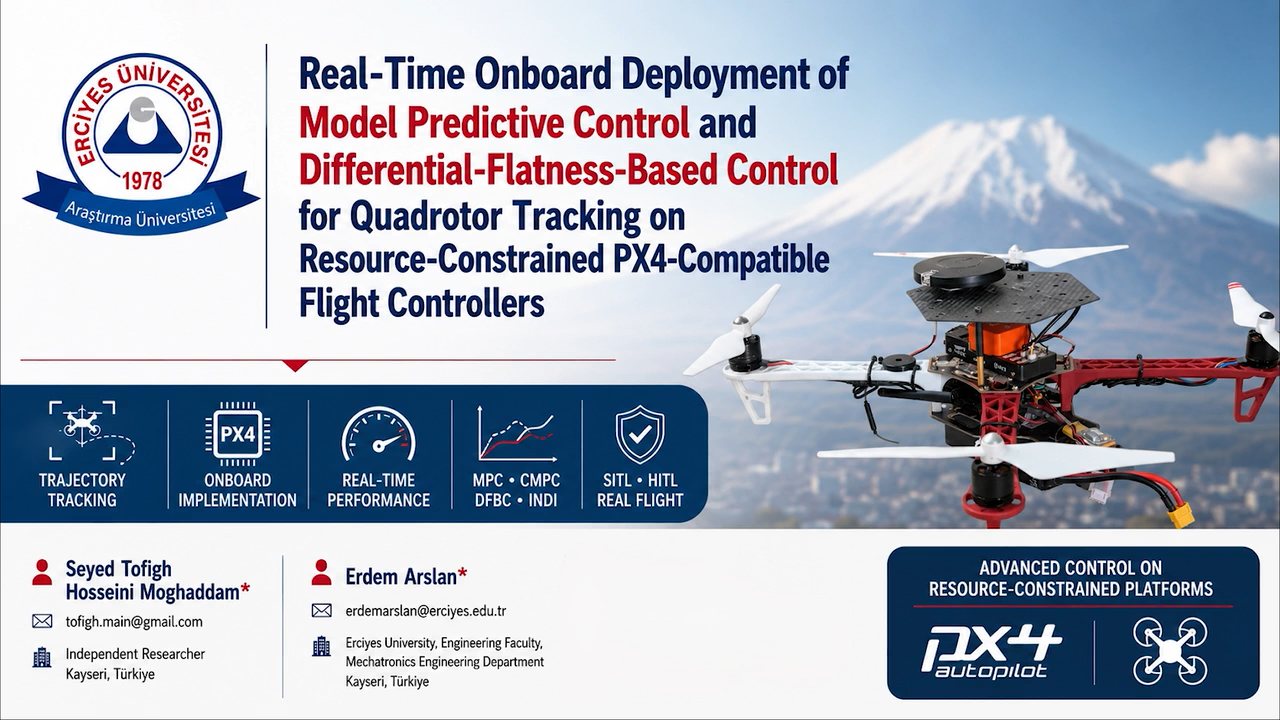 ERCİYES ÜNİVERSİTESİ
1978
Araştırma Üniversitesi
Real-Time Onboard Deployment of
Model Predictive Control and
Differential-Flatness-Based Control
for Quadrotor Tracking on
Resource-Constrained PX4-Compatible
Flight Controllers
TRAJECTORY
TRACKING
PX4
ONBOARD
IMPLEMENTATION
REAL-TIME
PERFORMANCE
MPC • CMPC
DFBC • INDI
SITL • HITL
REAL FLIGHT
Seyed Tofigh
Hosseini Moghaddam*
tofigh.main@gmail.com
Independent Researcher
Kayseri, Türkiye
Erdem Arslan*
erdemarslan@erciyes.edu.tr
Erciyes University, Engineering Faculty,
Mechatronics Engineering Department
Kayseri, Türkiye
ADVANCED CONTROL ON
RESOURCE-CONSTRAINED PLATFORMS
px4
autopilot